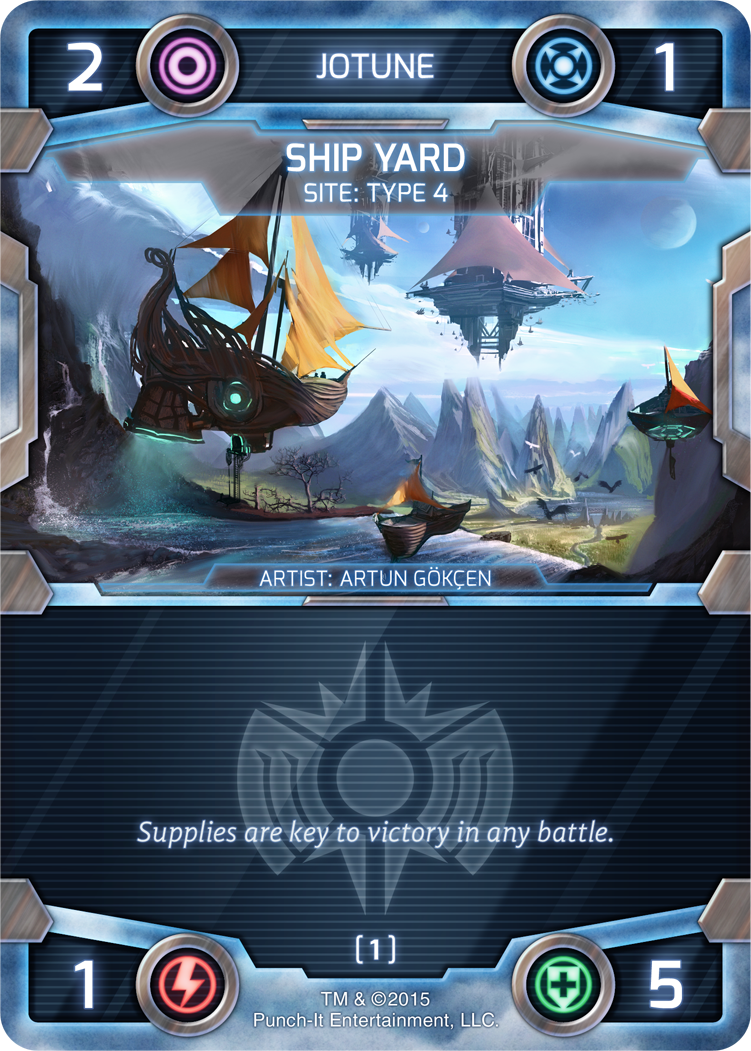 2 JOTUNE 1
SHIP YARD
SITE: TYPE 4
ARTIST: ARTUN GÖKÇEN
Supplies are key to victory in any battle.
[1]
1 5
TM & ©2015
Punch-It Entertainment, LLC.